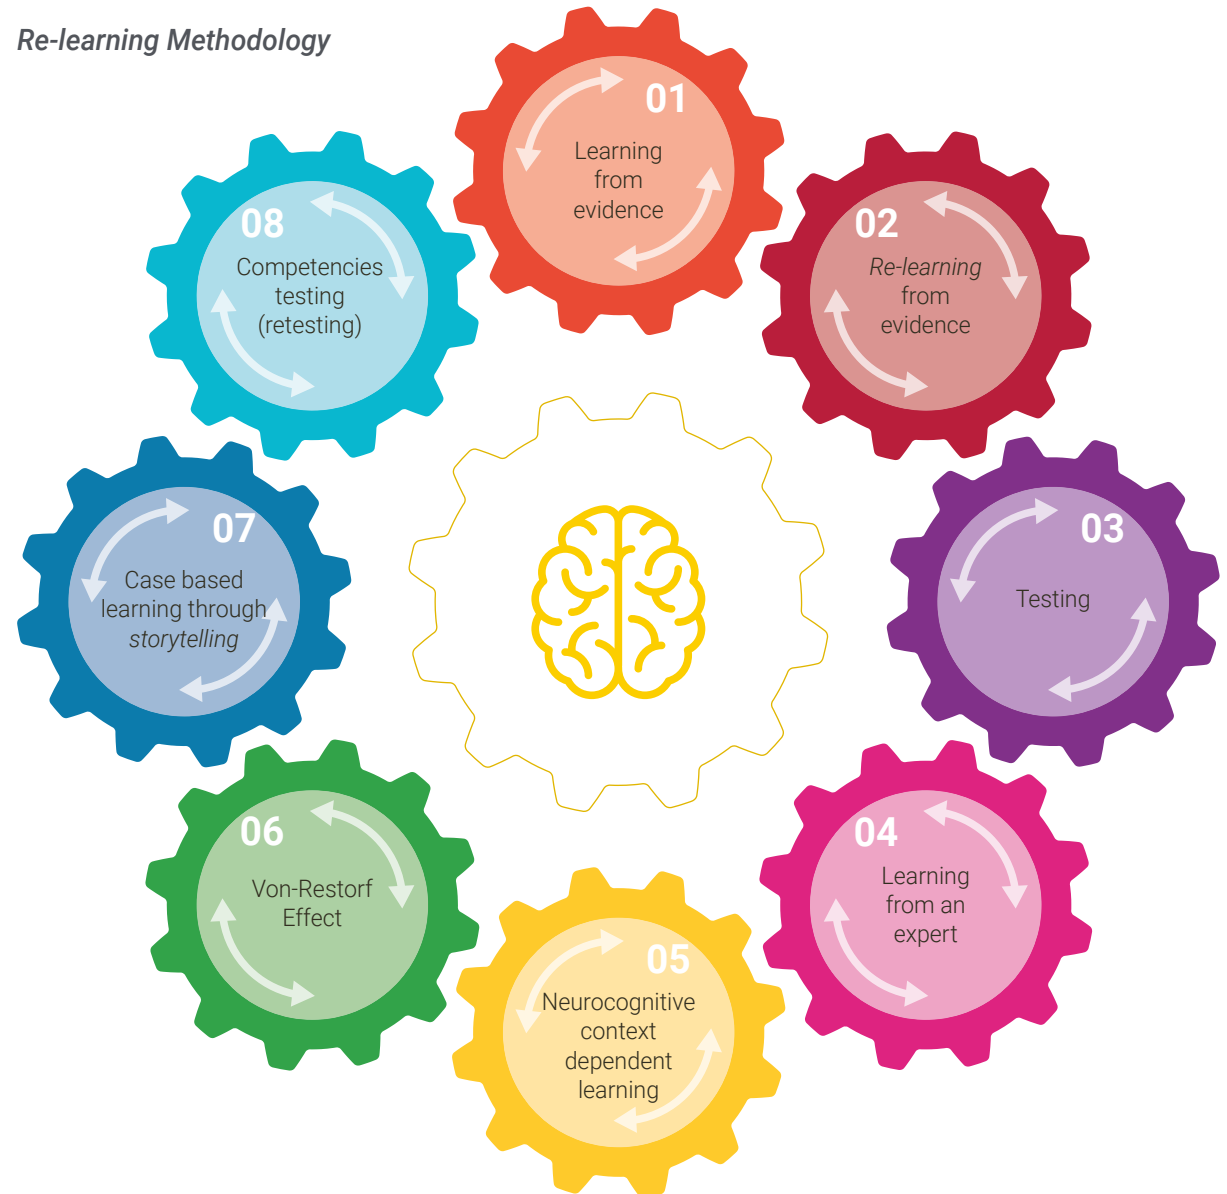 Re-learning Methodology
01
Learning
from
evidence
02
Re-learning
from
evidence
03
Testing
04
Learning
from an
expert
05
Neurocognitive
context
dependent
learning
06
Von-Restorf
Effect
07
Case based
learning through
storytelling
08
Competencies
testing
(retesting)